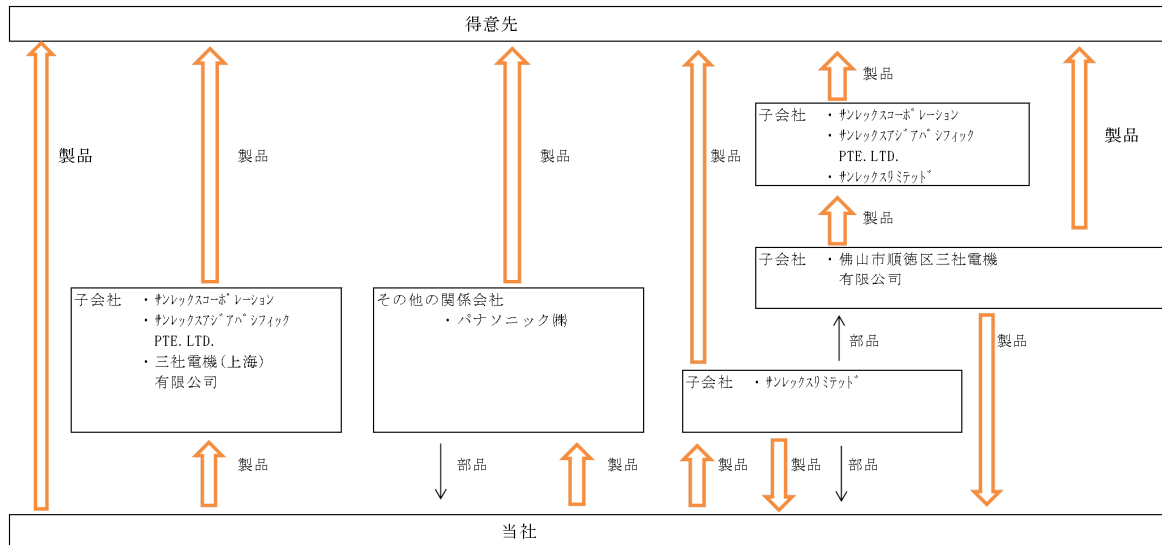 得意先
製品
製品
製品
製品
製品
製品
子会社 ・ｻﾝﾚｯｸｽｺｰﾎﾟﾚｰｼｮﾝ
・ｻﾝﾚｯｸｽｱｼﾞｱﾊﾟｼﾌｨｯｸ
PTE.LTD.
・ｻﾝﾚｯｸｽﾘﾐﾃｯﾄﾞ
製品
子会社 ・佛山市順徳区三社電機
有限公司
子会社 ・ｻﾝﾚｯｸｽｺｰﾎﾟﾚｰｼｮﾝ
・ｻﾝﾚｯｸｽｱｼﾞｱﾊﾟｼﾌｨｯｸ
PTE.LTD.
・三社電機(上海)
有限公司
その他の関係会社
・パナソニック㈱
部品
製品
子会社 ・ｻﾝﾚｯｸｽﾘﾐﾃｯﾄﾞ
製品
部品
製品
製品
製品
部品
当社